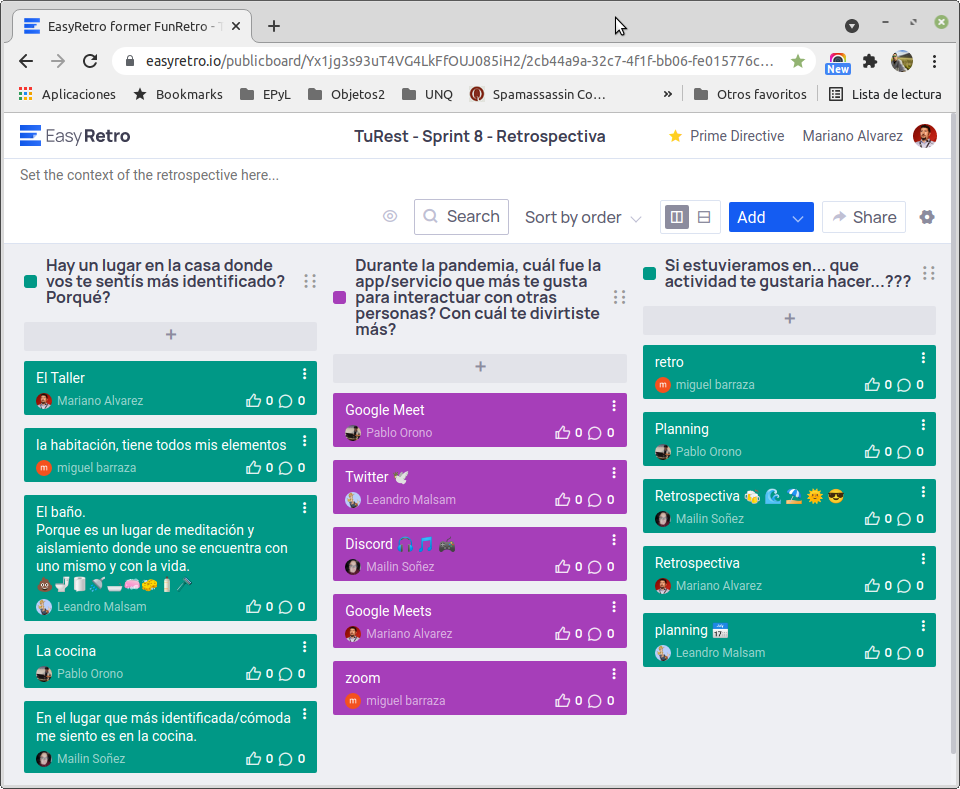 EasyRetro former FunRetro - T
easyretro.io/publicboard/Yx1jg3s93uT4VG4LkFfOUJ085iH2/2cb44a9a-32c7-4f1f-bb06-fe015776c...
New
Aplicaciones
Bookmarks
EPyL
Objetos2
UNQ
Spamassassin Co...
»
Otros favoritos
Lista de lectura
EasyRetro
TuRest - Sprint 8 - Retrospectiva
Prime Directive
Mariano Alvarez
Set the context of the retrospective here...
Search
Sort by order
Add
Share
Hay un lugar en la casa donde
vos te sentís más identificado?
Porqué?
+
El Taller
Mariano Alvarez
0 0
la habitación, tiene todos mis elementos
m miguel barraza
0 0
El baño.
Porque es un lugar de meditación y
aislamiento donde uno se encuentra con
uno mismo y con la vida.
💩🚽🧻🚿🛁🧠🧽🧴🪒
Leandro Malsam
0 0
La cocina
Pablo Orono
0 0
En el lugar que más identificada/cómoda
me siento es en la cocina.
Mailin Soñez
0 0
Durante la pandemia, cuál fue la
app/servicio que más te gusta
para interactuar con otras
personas? Con cuál te divirtiste
más?
+
Google Meet
Pablo Orono
0 0
Twitter 🕊️
Leandro Malsam
0 0
Discord 🎧 🎵 🎮
Mailin Soñez
0 0
Google Meets
Mariano Alvarez
0 0
zoom
m miguel barraza
0 0
Si estuvieramos en... que
actividad te gustaria hacer...???
+
retro
m miguel barraza
0 0
Planning
Pablo Orono
0 0
Retrospectiva 🍻 🌊 ⛱️ 🌞 😎
Mailin Soñez
0 0
Retrospectiva
Mariano Alvarez
0 0
planning 📅
Leandro Malsam
0 0